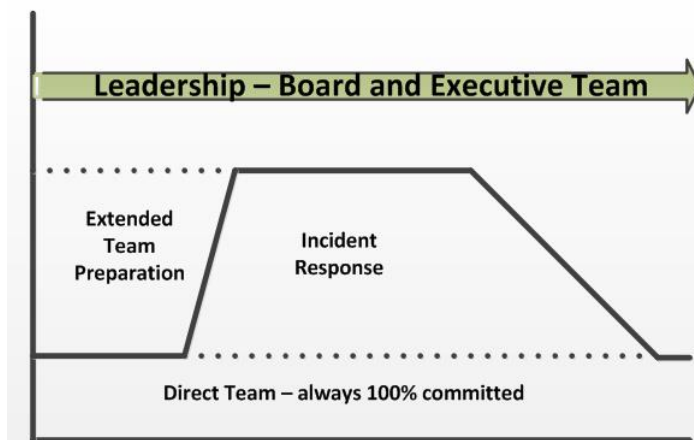 Leadership – Board and Executive Team
Extended
Team
Preparation
Incident
Response
Direct Team – always 100% committed